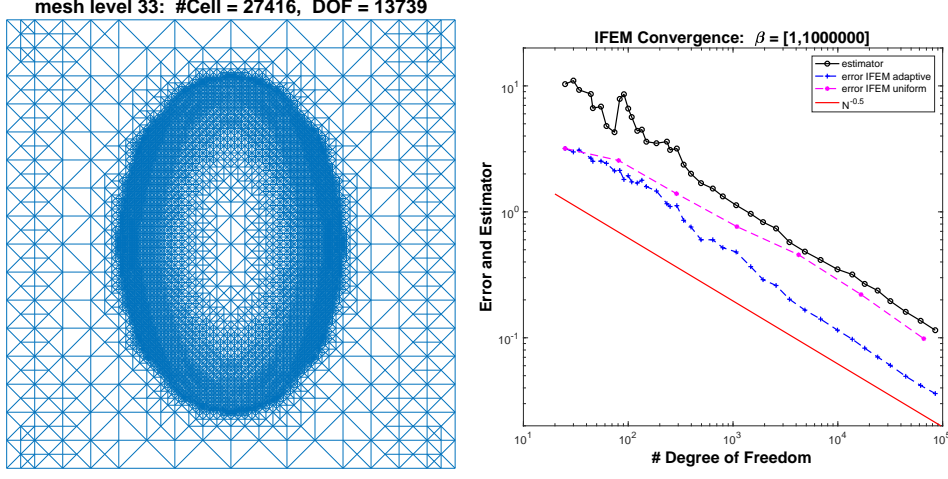 mesh level 33: #Cell = 27416, DOF = 13739
IFEM Convergence: β = [1,1000000]
estimator
error IFEM adaptive
error IFEM uniform
N^-0.5
Error and Estimator
10^1
10^0
10^-1
10^1
10^2
10^3
10^4
10^5
# Degree of Freedom